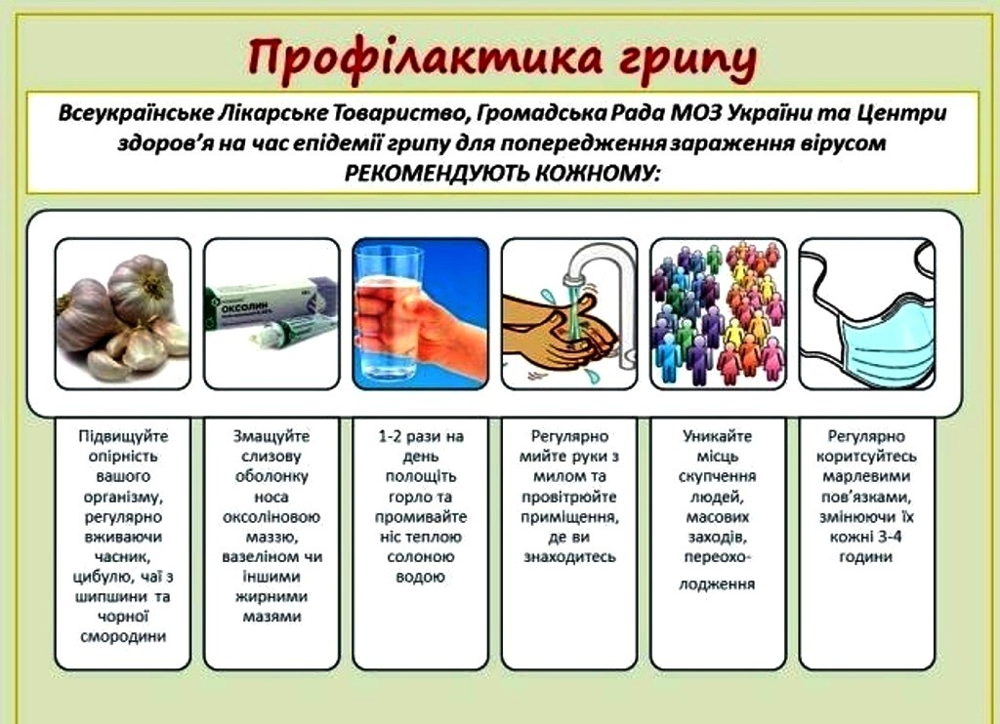 Профілактика грипу
Всеукраїнське Лікарське Товариство, Громадська Рада МОЗ України та Центри
здоров’я на час епідемії грипу для попередження зараження вірусом
РЕКОМЕНДУЮТЬ КОЖНОМУ:
ОКСОЛИН
Підвищуйте
опірність
вашого
організму,
регулярно
вживаючи
часник,
цибулю, чаї з
шипшини та
чорної
смородини
Змащуйте
слизову
оболонку
носа
оксоліновою
маззю,
вазеліном чи
іншими
жирними
мазями
1-2 рази на
день
полощіть
горло та
промивайте
ніс теплою
солоною
водою
Регулярно
мийте руки з
милом та
провітрюйте
приміщення,
де ви
знаходитесь
Уникайте
місць
скупчення
людей,
масових
заходів,
переохо-
лодження
Регулярно
коритсуйтесь
марлевими
пов’язками,
змінюючи їх
кожні 3-4
години